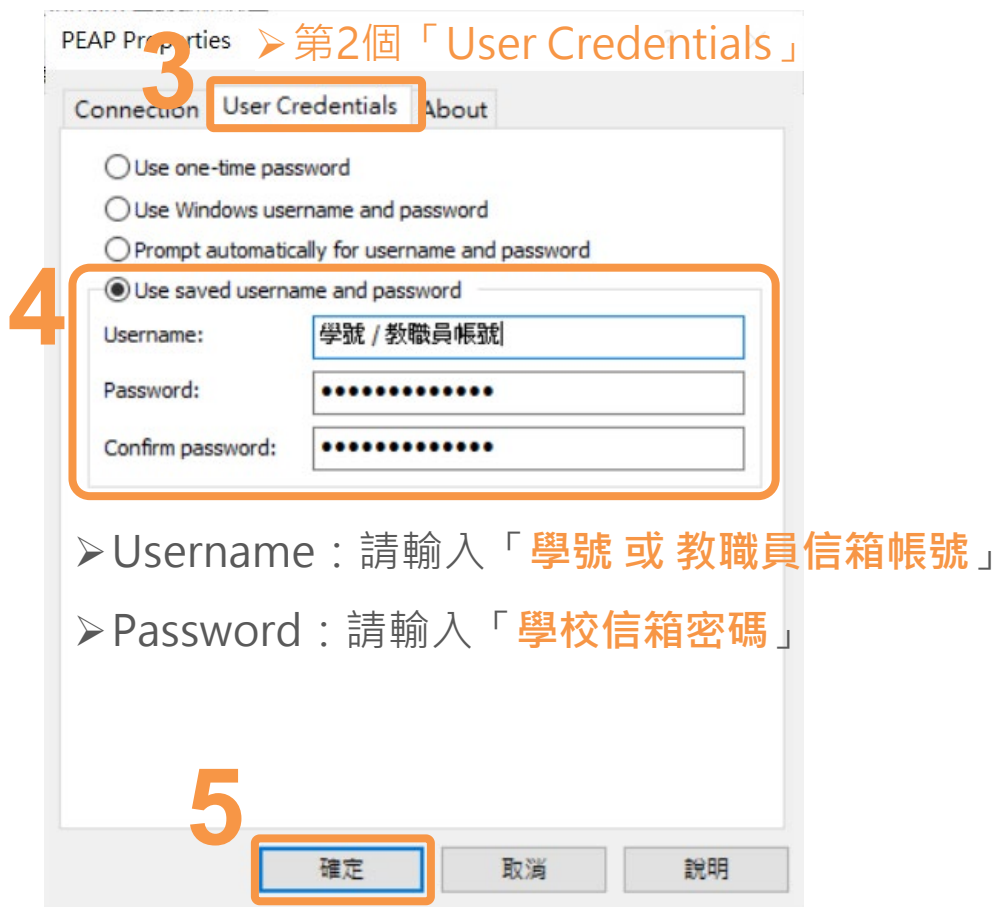 PEAP Properties ➢第2個「User Credentials」
3
Connection User Credentials About
Use one-time password
Use Windows username and password
Prompt automatically for username and password
4
Use saved username and password
Username: 學號 / 教職員帳號
Password: •••••••••••••
Confirm password: •••••••••••••
➢Username：請輸入「學號 或 教職員信箱帳號」
➢Password：請輸入「學校信箱密碼」
5
確定 取消 說明